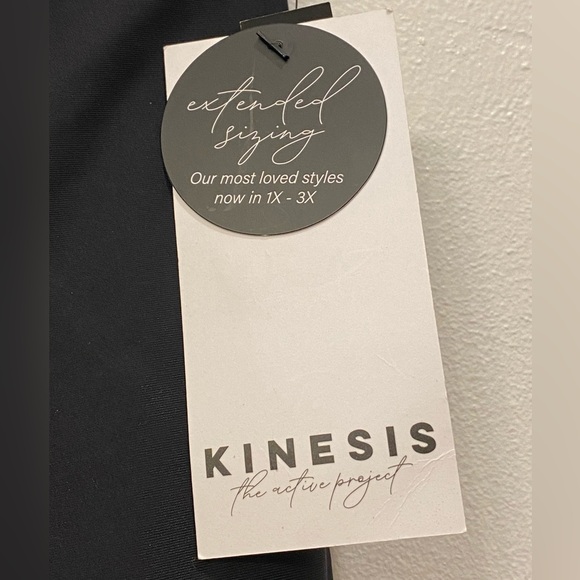 extended
sizing
Our most loved styles
now in 1X - 3X
KINESIS
the active project